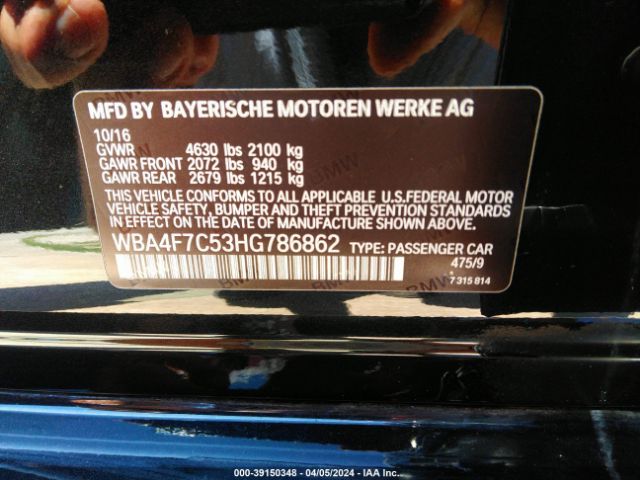 MFD BY BAYERISCHE MOTOREN WERKE AG
10/16
GVWR 4630 lbs 2100 kg
GAWR FRONT 2072 lbs 940 kg
GAWR REAR 2679 lbs 1215 kg
THIS VEHICLE CONFORMS TO ALL APPLICABLE U.S.FEDERAL MOTOR
VEHICLE SAFETY, BUMPER AND THEFT PREVENTION STANDARDS
IN EFFECT ON THE DATE OF MANUFACTURE SHOWN ABOVE.
WBA4F7C53HG786862 TYPE: PASSENGER CAR
475/9
7 315 814
BMW
000-39150348 - 04/05/2024 - IAA Inc.